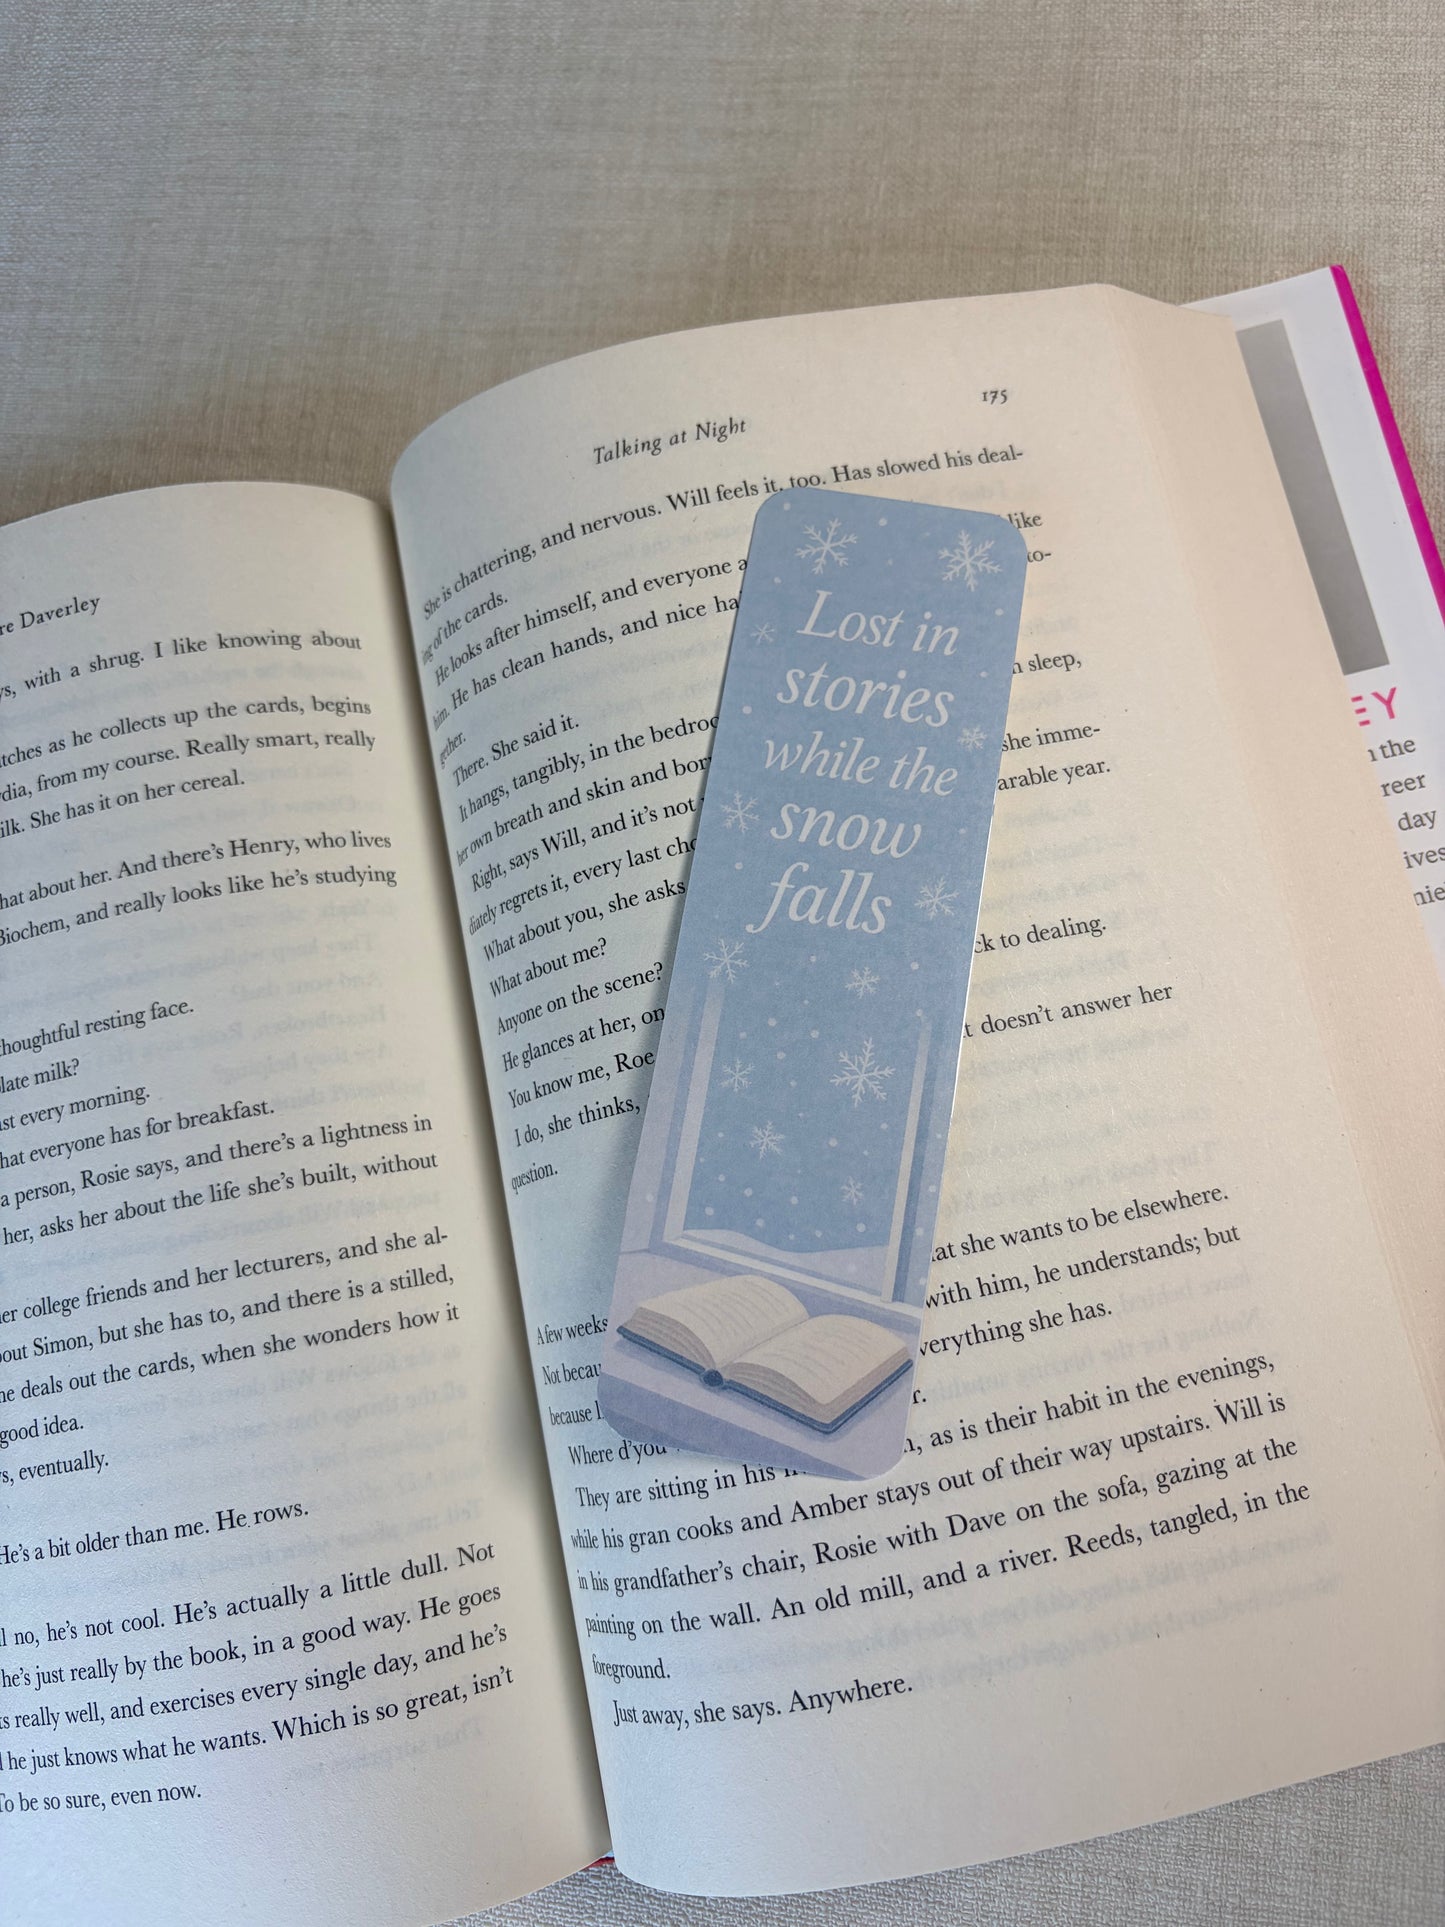 re Daverley
ys, with a shrug. I like knowing about
tches as he collects up the cards, begins
dia, from my course. Really smart, really
ilk. She has it on her cereal.
hat about her. And there's Henry, who lives
Biochem, and really looks like he's studying
houghtful resting face.
late milk?
st every morning.
hat everyone has for breakfast.
a person, Rosie says, and there's a lightness in
her, asks her about the life she's built, without
er college friends and her lecturers, and she al-
out Simon, but she has to, and there is a stilled,
he deals out the cards, when she wonders how it
good idea.
s, eventually.
He's a bit older than me. He rows.
l no, he's not cool. He's actually a little dull. Not
he's just really by the book, in a good way. He goes
s really well, and exercises every single day, and he's
l he just knows what he wants. Which is so great, isn't
To be so sure, even now.
Talking at Night
175
She is chattering, and nervous. Will feels it, too. Has slowed his deal-
ing of the cards.
like
He looks after himself, and everyone a
to-
him. He has clean hands, and nice ha
gether.
n sleep,
There. She said it.
It hangs, tangibly, in the bedroo
she imme-
her own breath and skin and bor
arable year.
Right, says Will, and it's not
diately regrets it, every last cho
What about you, she asks
What about me?
ck to dealing.
Anyone on the scene?
He glances at her, on
t doesn't answer her
You know me, Roe
I do, she thinks,
question.
at she wants to be elsewhere.
A few weeks
with him, he understands; but
Not becau
verything she has.
because I
r.
Where d'you
n, as is their habit in the evenings,
They are sitting in his
while his gran cooks and Amber stays out of their way upstairs. Will is
in his grandfather's chair, Rosie with Dave on the sofa, gazing at the
painting on the wall. An old mill, and a river. Reeds, tangled, in the
foreground.
Just away, she says. Anywhere.
Lost in
stories
while the
snow
falls
EY
n the
reer
day
ives
nie